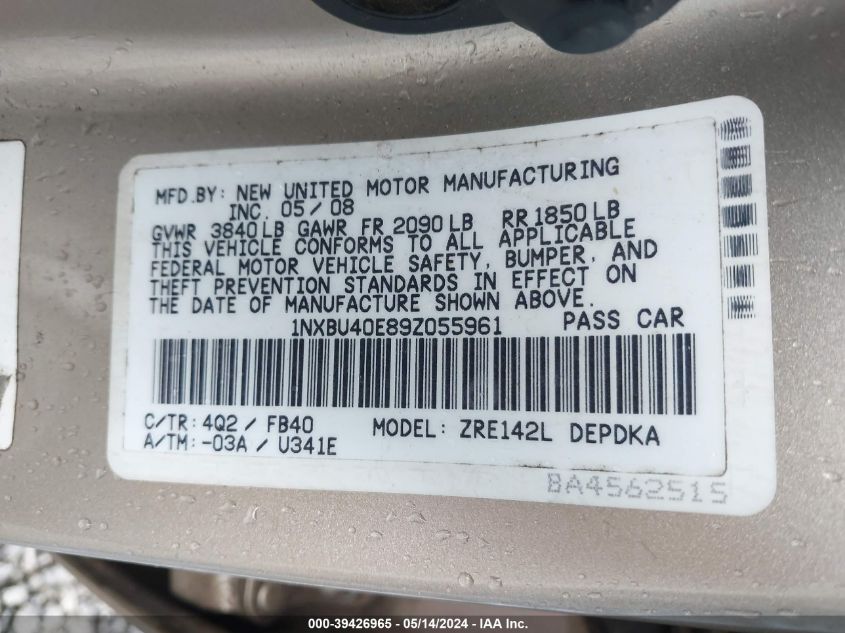 MFD.BY: NEW UNITED MOTOR MANUFACTURING
INC. 05/08
GVWR 3840LB GAWR FR 2090LB RR1850LB
THIS VEHICLE CONFORMS TO ALL APPLICABLE
FEDERAL MOTOR VEHICLE SAFETY, BUMPER, AND
THEFT PREVENTION STANDARDS IN EFFECT ON
THE DATE OF MANUFACTURE SHOWN ABOVE.
1NXBU40E89Z055961 PASS CAR
C/TR: 4Q2 / FB40 MODEL: ZRE142L DEPDKA
A/TM: -03A / U341E
BA4562515
000-39426965 - 05/14/2024 - IAA Inc.